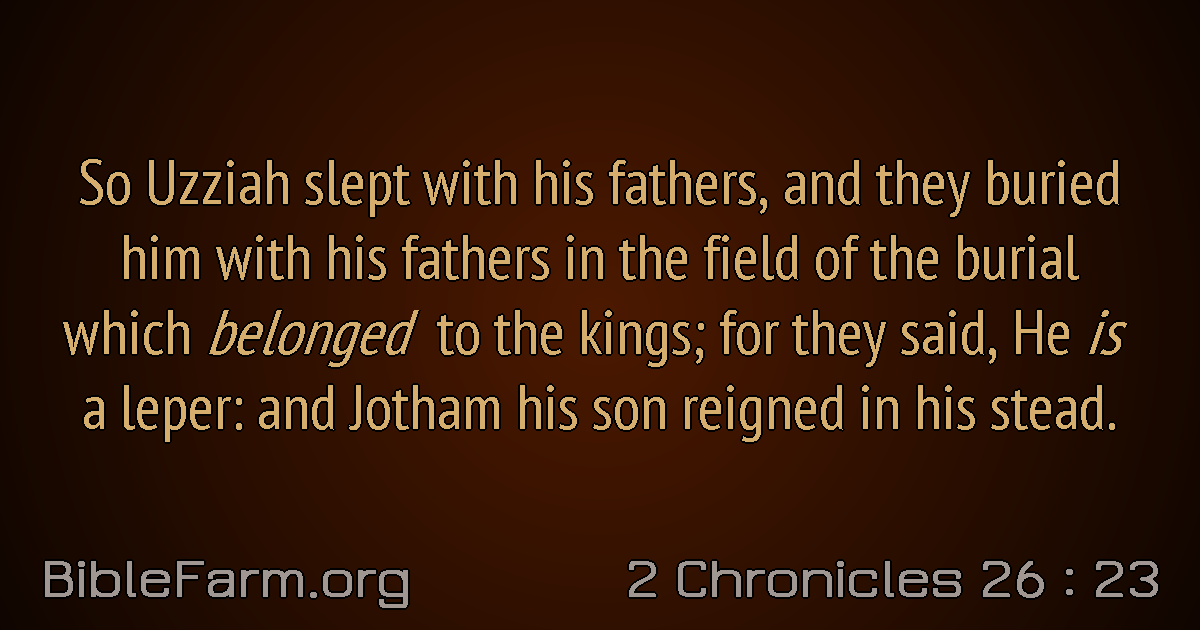 So Uzziah slept with his fathers, and they buried
him with his fathers in the field of the burial
which belonged to the kings; for they said, He is
a leper: and Jotham his son reigned in his stead.
BibleFarm.org
2 Chronicles 26 : 23